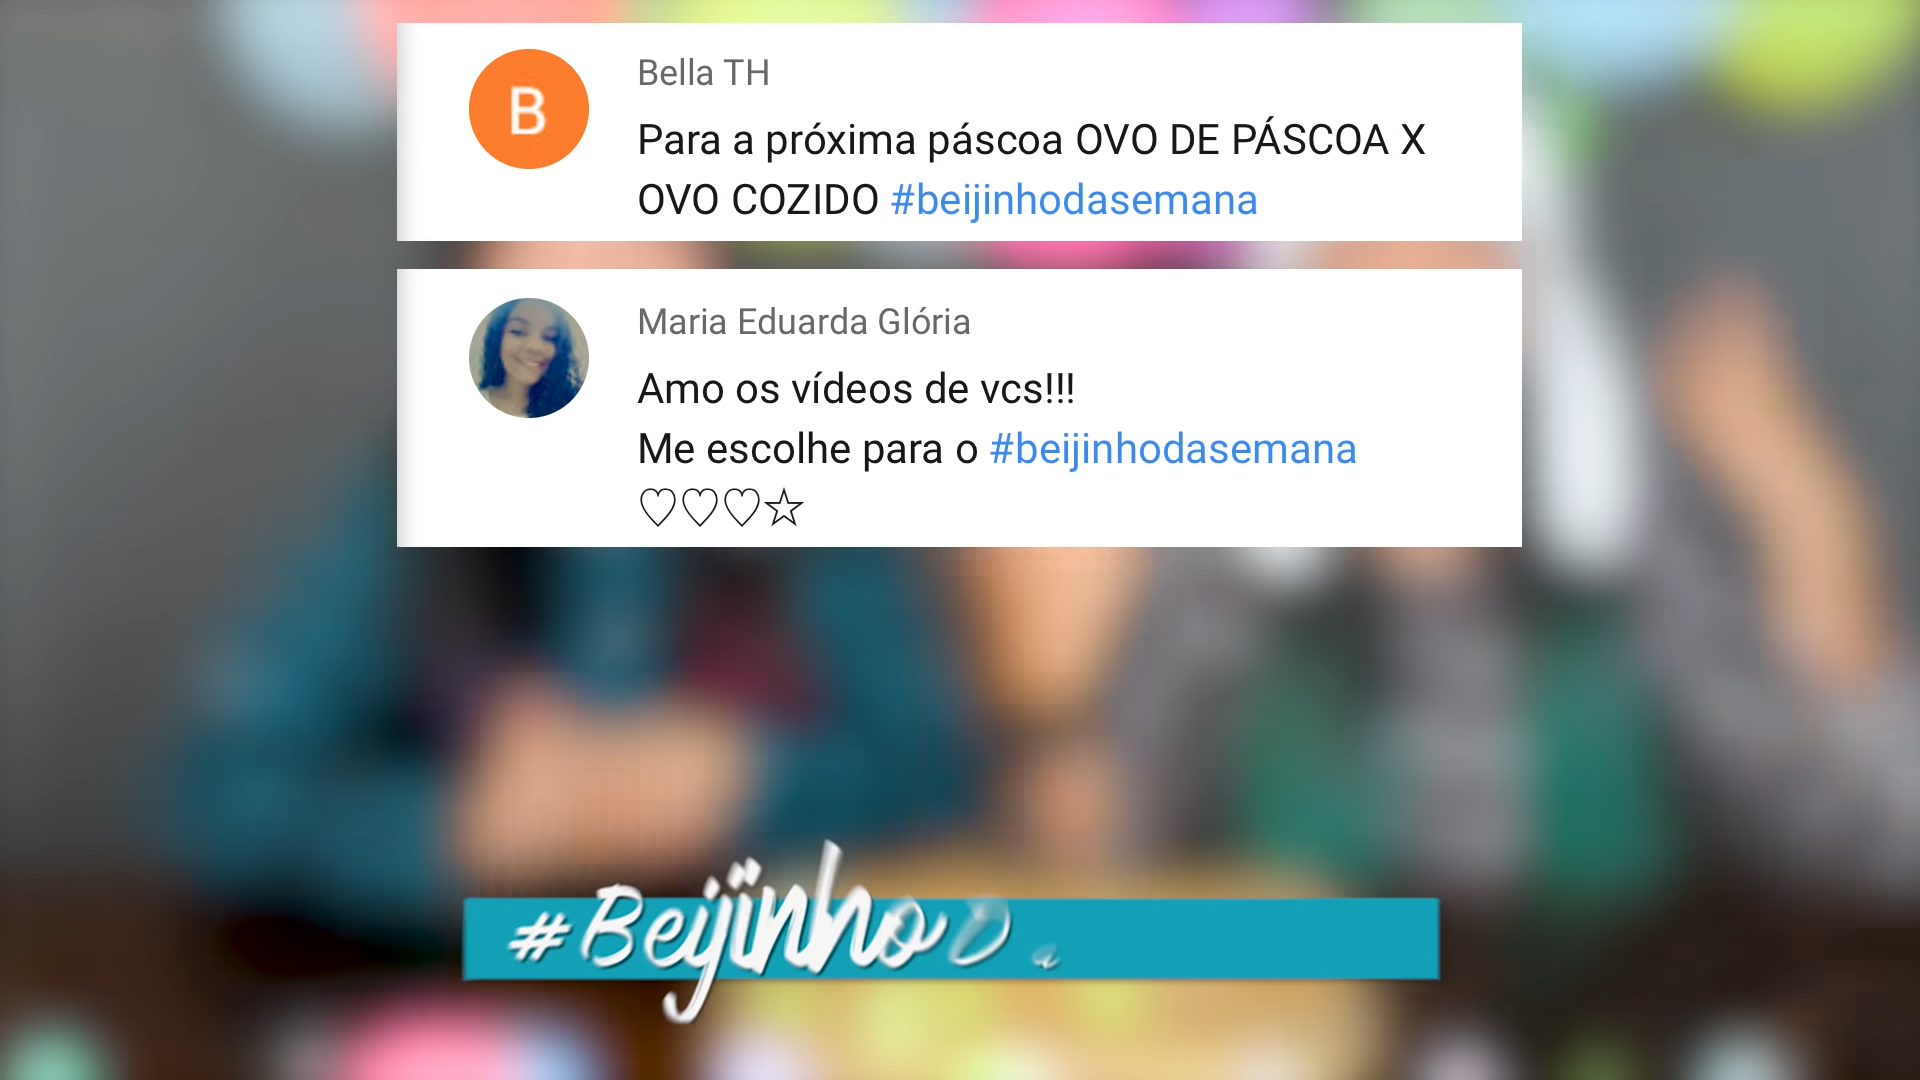 B
Bella TH
Para a próxima páscoa OVO DE PÁSCOA X
OVO COZIDO #beijinhodasemana
Maria Eduarda Glória
Amo os vídeos de vcs!!!
Me escolhe para o #beijinhodasemana
♡♡♡☆
#Beijinho Da